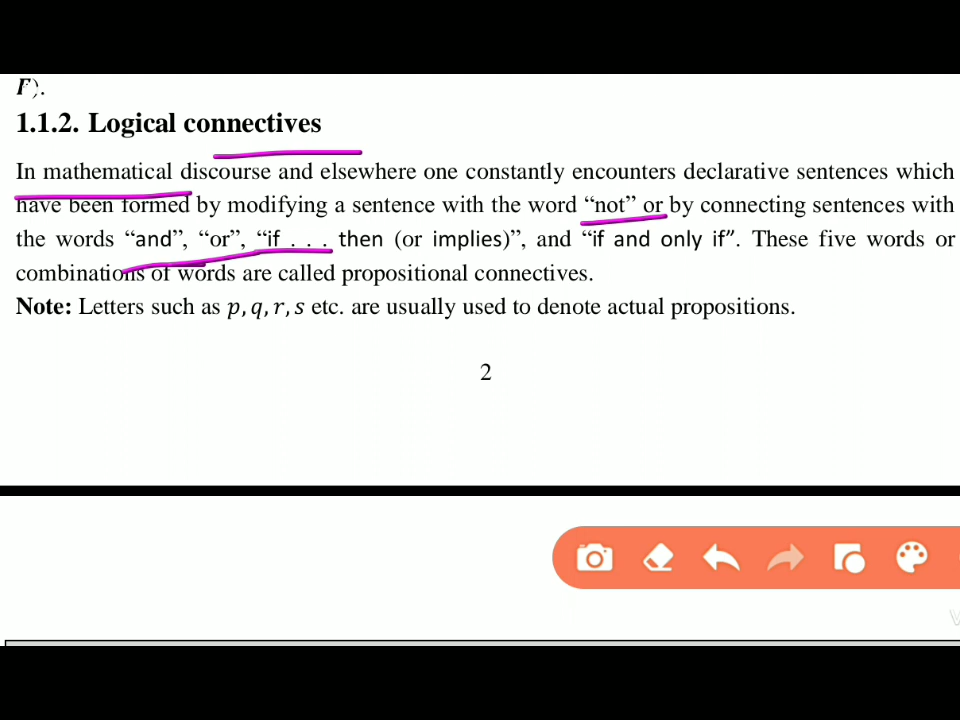 F).
1.1.2. Logical connectives
In mathematical discourse and elsewhere one constantly encounters declarative sentences which
have been formed by modifying a sentence with the word “not” or by connecting sentences with
the words “and”, “or”, “if . . . then (or implies)”, and “if and only if”. These five words or
combinations of words are called propositional connectives.
Note: Letters such as p, q, r, s etc. are usually used to denote actual propositions.
2